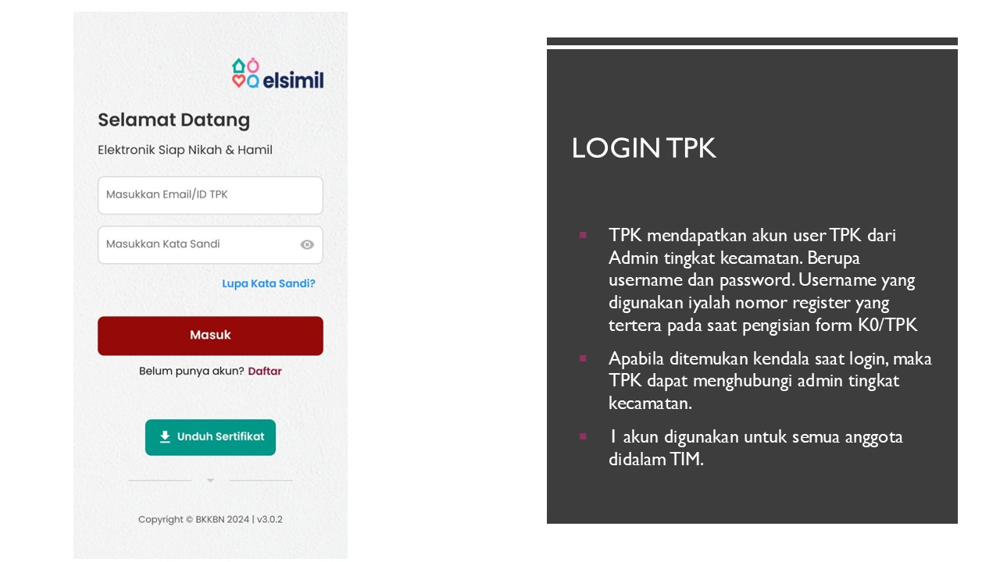 elsimil
Selamat Datang
Elektronik Siap Nikah & Hamil
Masukkan Email/ID TPK
Masukkan Kata Sandi
Lupa Kata Sandi?
Masuk
Belum punya akun? Daftar
Unduh Sertifikat
Copyright © BKKBN 2024 | v3.0.2
LOGIN TPK
TPK mendapatkan akun user TPK dari
Admin tingkat kecamatan. Berupa
username dan password. Username yang
digunakan iyalah nomor register yang
tertera pada saat pengisian form K0/TPK
Apabila ditemukan kendala saat login, maka
TPK dapat menghubungi admin tingkat
kecamatan.
1 akun digunakan untuk semua anggota
didalam TIM.